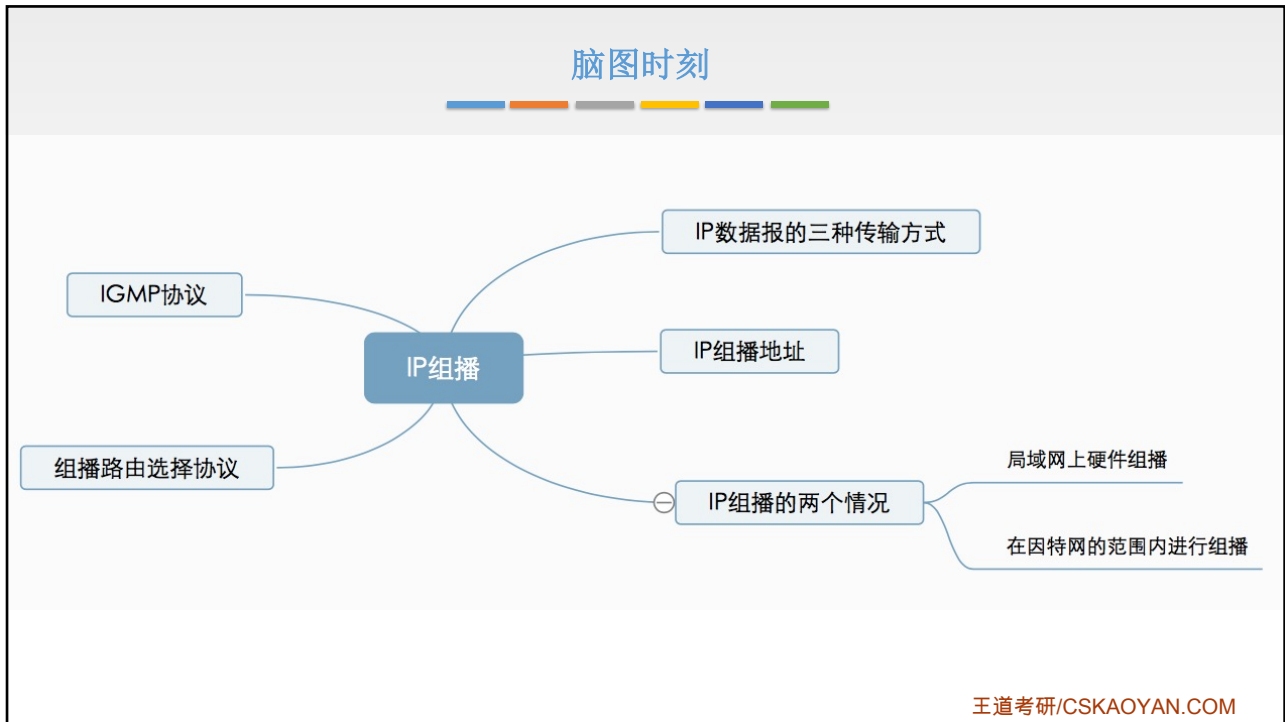 脑图时刻
IP数据报的三种传输方式
IGMP协议
IP组播地址
IP组播
组播路由选择协议
局域网上硬件组播
IP组播的两个情况
在因特网的范围内进行组播
王道考研/CSKAOYAN.COM